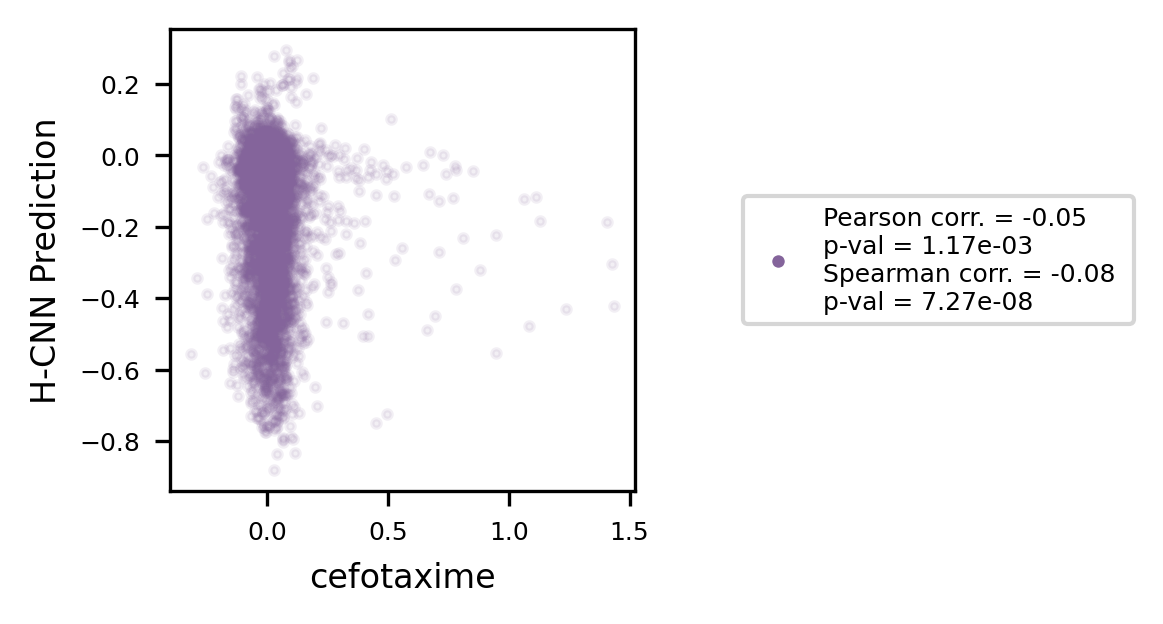 H-CNN Prediction
0.2
0.0
−0.2
−0.4
−0.6
−0.8
0.0
0.5
1.0
1.5
cefotaxime
Pearson corr. = -0.05
p-val = 1.17e-03
Spearman corr. = -0.08
p-val = 7.27e-08